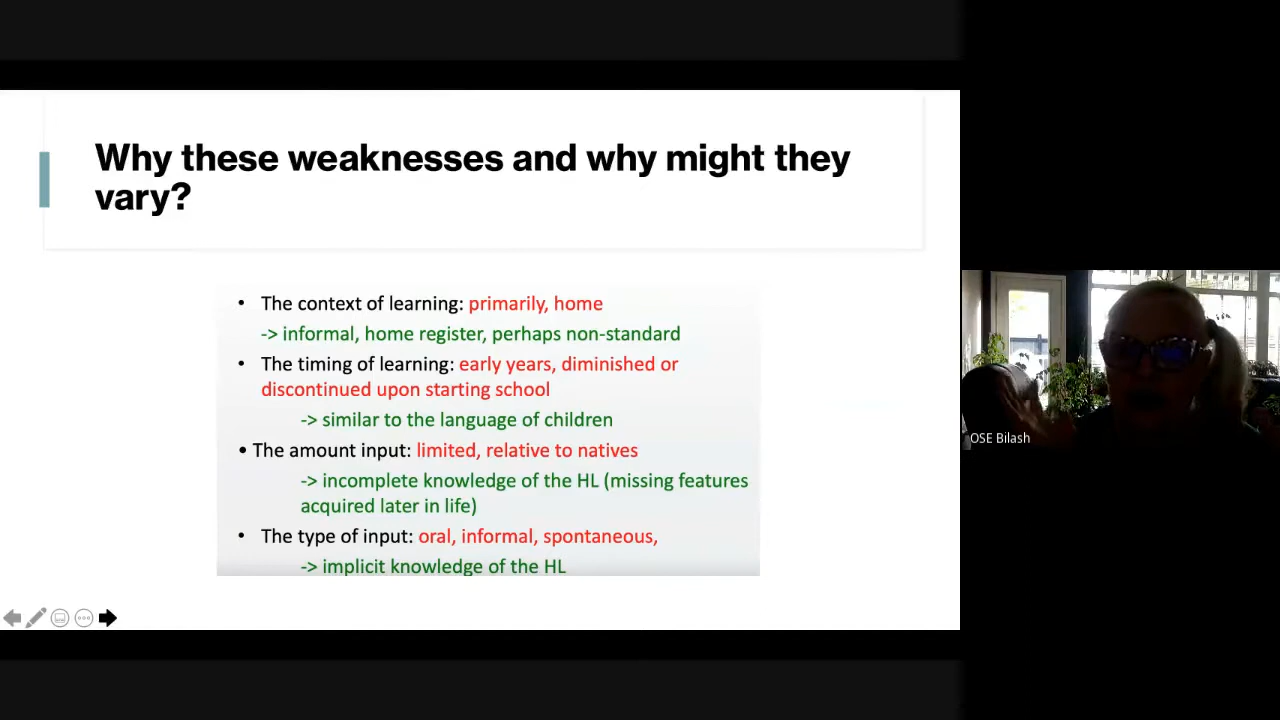 Why these weaknesses and why might they
vary?
• The context of learning: primarily, home
-> informal, home register, perhaps non-standard
• The timing of learning: early years, diminished or
discontinued upon starting school
-> similar to the language of children
• The amount input: limited, relative to natives
-> incomplete knowledge of the HL (missing features
acquired later in life)
• The type of input: oral, informal, spontaneous,
-> implicit knowledge of the HL
OSE Bilash